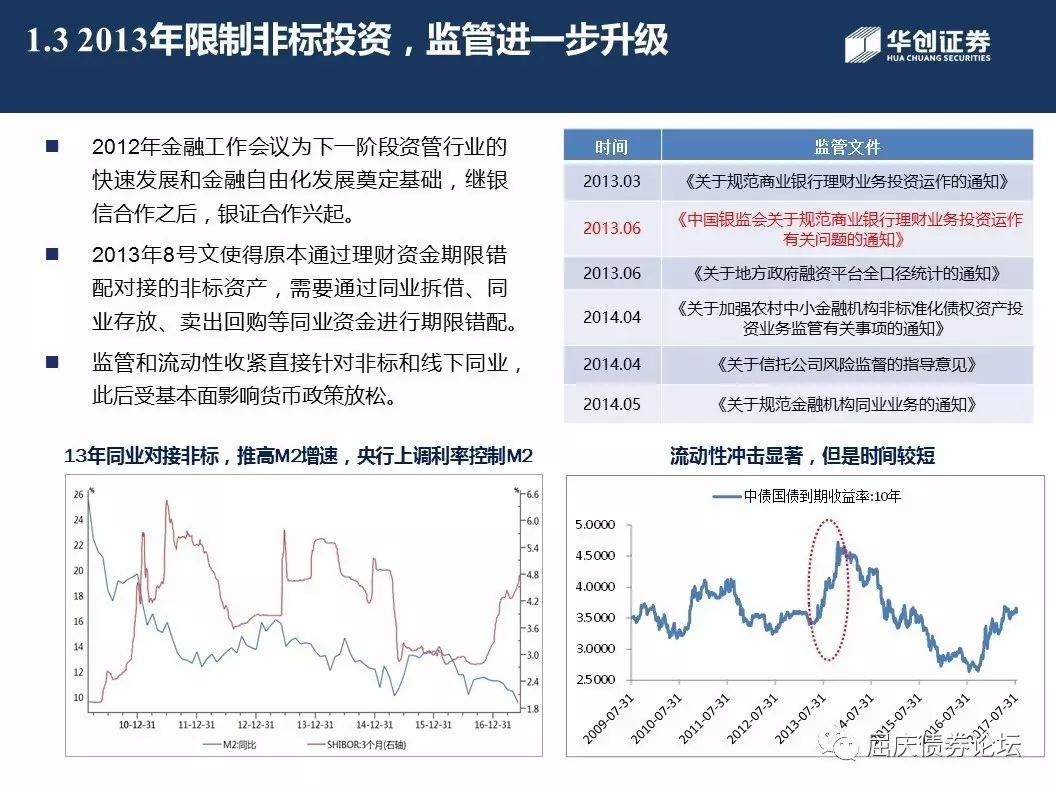 1.3 2013年限制非标投资，监管进一步升级
华创证券
HUA CHUANG SECURITIES
2012年金融工作会议为下一阶段资管行业的
快速发展和金融自由化发展奠定基础，继银
信合作之后，银证合作兴起。
2013年8号文使得原本通过理财资金期限错
配对接的非标资产，需要通过同业拆借、同
业存放、卖出回购等同业资金进行期限错配。
监管和流动性收紧直接针对非标和线下同业，
此后受基本面影响货币政策放松。
时间 监管文件
2013.03 《关于规范商业银行理财业务投资运作的通知》
2013.06 《中国银监会关于规范商业银行理财业务投资运作
有关问题的通知》
2013.06 《关于地方政府融资平台全口径统计的通知》
2014.04 《关于加强农村中小金融机构非标准化债权资产投
资业务监管有关事项的通知》
2014.04 《关于信托公司风险监督的指导意见》
2014.05 《关于规范金融机构同业业务的通知》
13年同业对接非标，推高M2增速，央行上调利率控制M2
% %
26 6.6
24 6.0
22 5.4
20 4.8
18 4.2
16 3.6
14 3.0
12 2.4
10 1.8
10-12-31 11-12-31 12-12-31 13-12-31 14-12-31 15-12-31 16-12-31
M2:同比 SHIBOR:3个月(右轴)
流动性冲击显著，但是时间较短
中债国债到期收益率:10年
5.0000
4.5000
4.0000
3.5000
3.0000
2.5000
2009-07-31 2010-07-31 2011-07-31 2012-07-31 2013-07-31 2014-07-31 2015-07-31 2016-07-31 2017-07-31
屈庆债券论坛